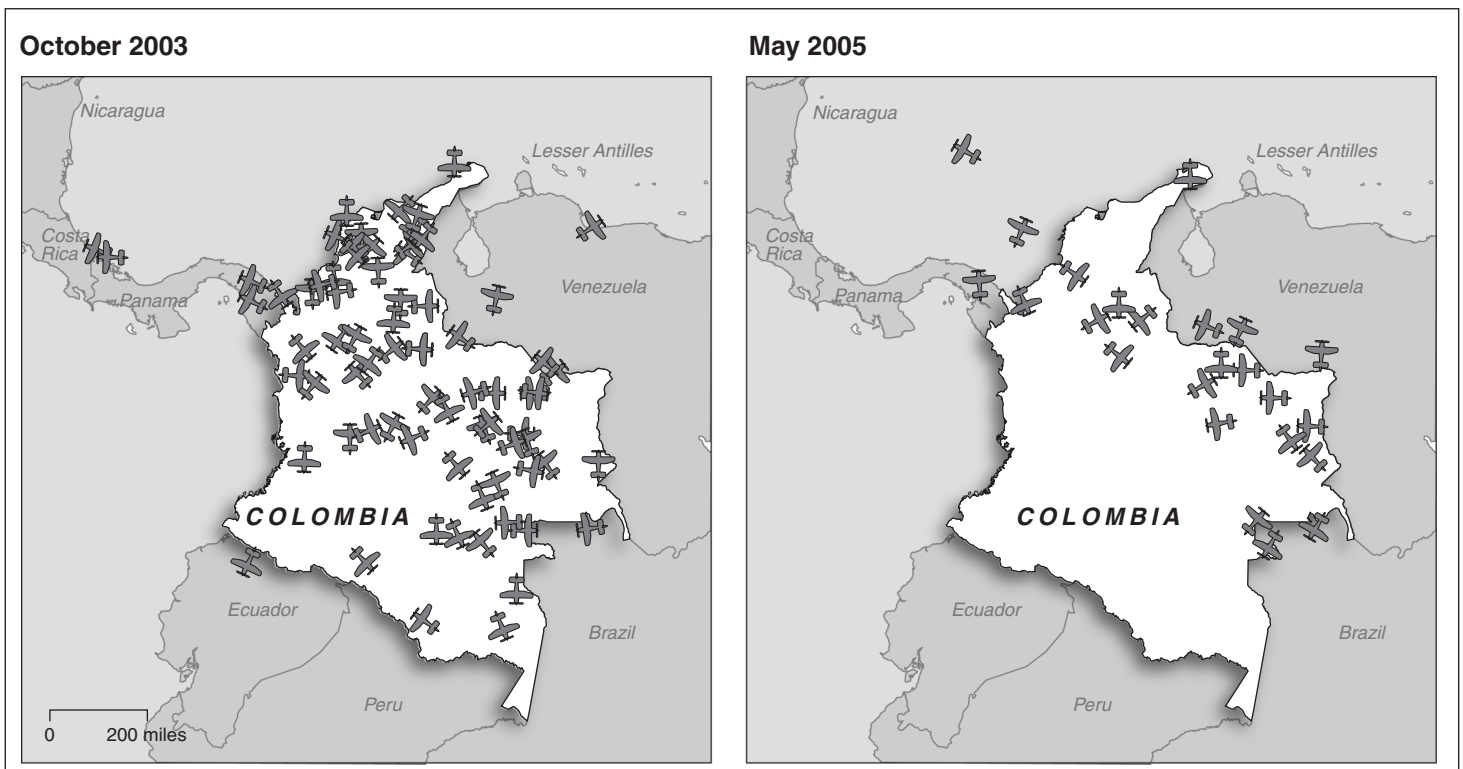 October 2003
Nicaragua
Lesser Antilles
Costa
Rica
Panama
Venezuela
COLOMBIA
Ecuador
Brazil
Peru
0 200 miles
May 2005
Nicaragua
Lesser Antilles
Costa
Rica
Panama
Venezuela
COLOMBIA
Ecuador
Brazil
Peru